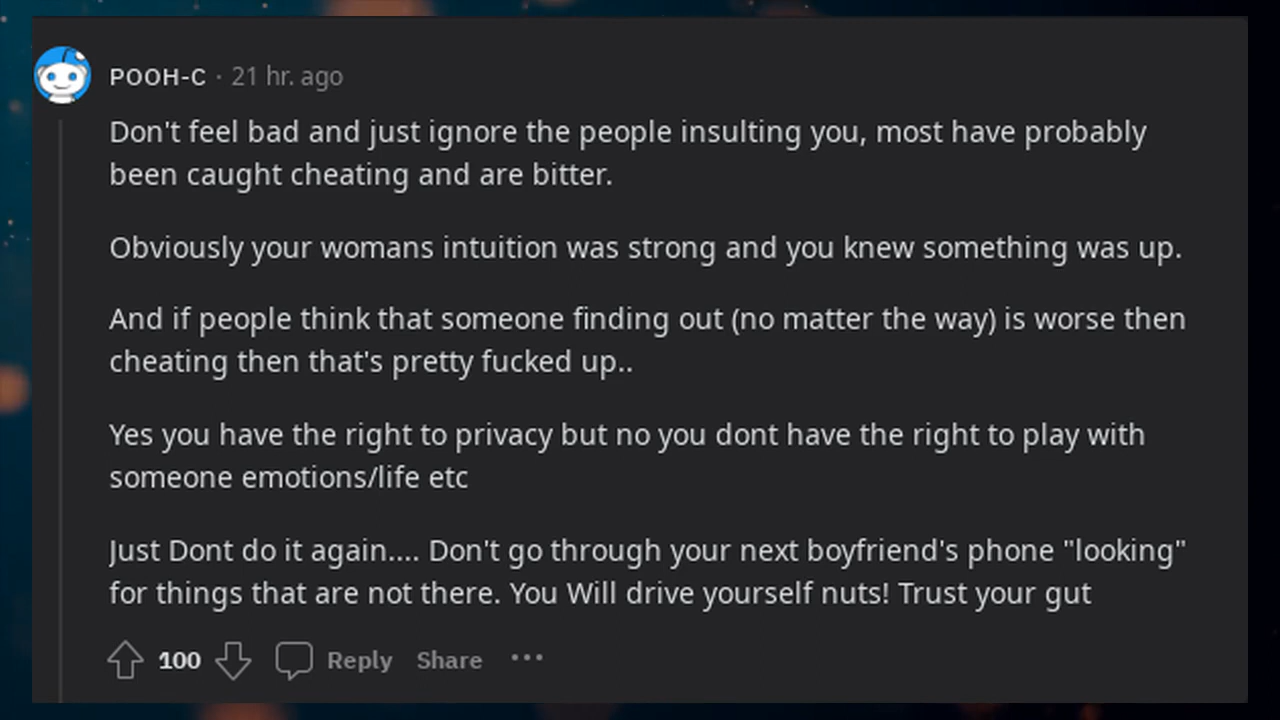 POOH-C · 21 hr. ago
Don't feel bad and just ignore the people insulting you, most have probably
been caught cheating and are bitter.
Obviously your womans intuition was strong and you knew something was up.
And if people think that someone finding out (no matter the way) is worse then
cheating then that's pretty fucked up..
Yes you have the right to privacy but no you dont have the right to play with
someone emotions/life etc
Just Dont do it again.... Don't go through your next boyfriend's phone "looking"
for things that are not there. You Will drive yourself nuts! Trust your gut
100 Reply Share ···